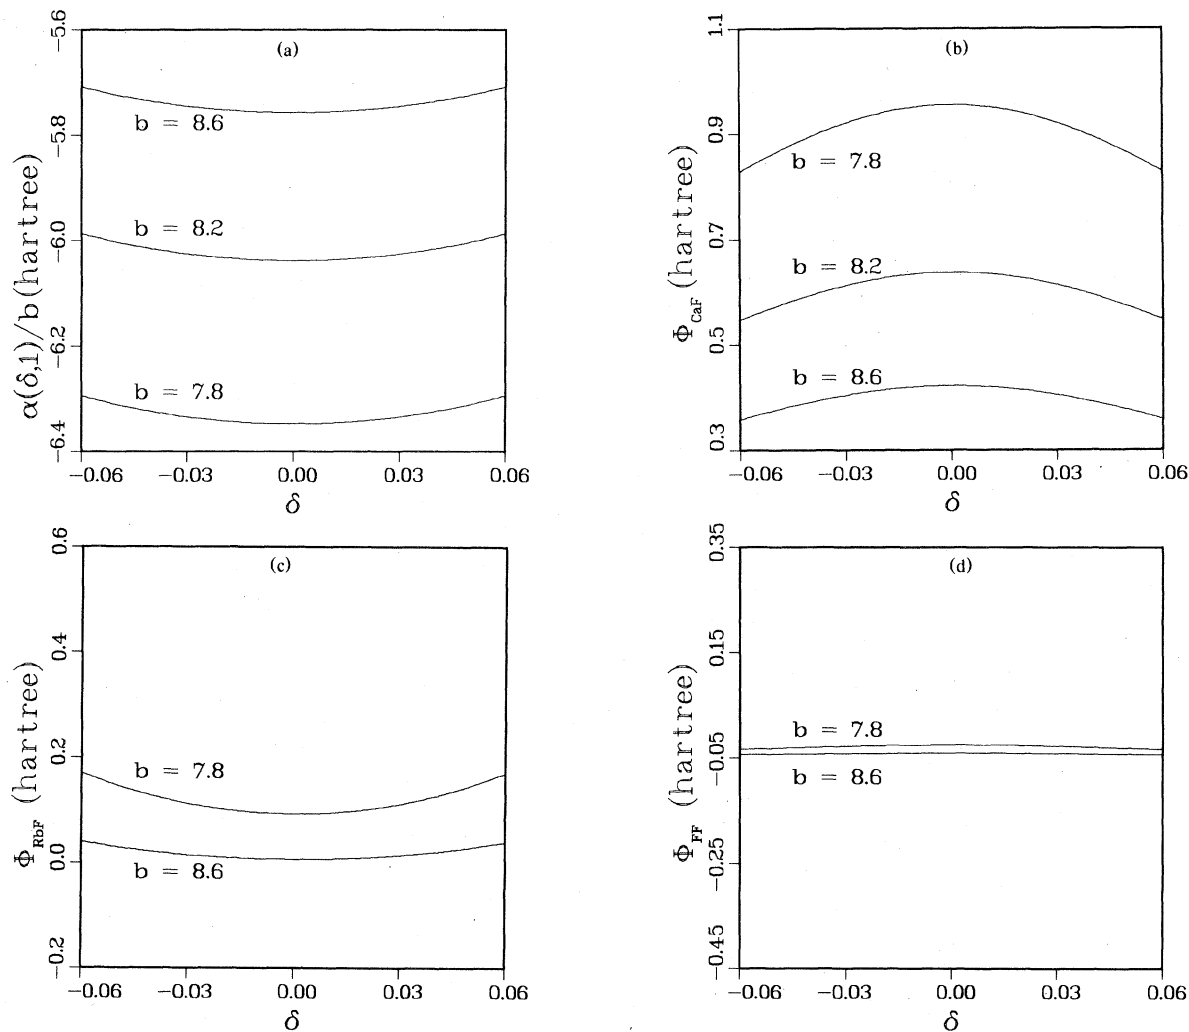 (a)
−5.6
−5.8
−6.0
−6.2
−6.4
α(δ,1)/b (hartree)
b = 8.6
b = 8.2
b = 7.8
−0.06 −0.03 0.00 0.03 0.06
δ
(b)
1.1
0.9
0.7
0.5
0.3
Φ_CaF (hartree)
b = 7.8
b = 8.2
b = 8.6
−0.06 −0.03 0.00 0.03 0.06
δ
(c)
0.6
0.4
0.2
0.0
−0.2
Φ_RbF (hartree)
b = 7.8
b = 8.6
−0.06 −0.03 0.00 0.03 0.06
δ
(d)
0.35
0.15
−0.05
−0.25
−0.45
Φ_FF (hartree)
b = 7.8
b = 8.6
−0.06 −0.03 0.00 0.03 0.06
δ